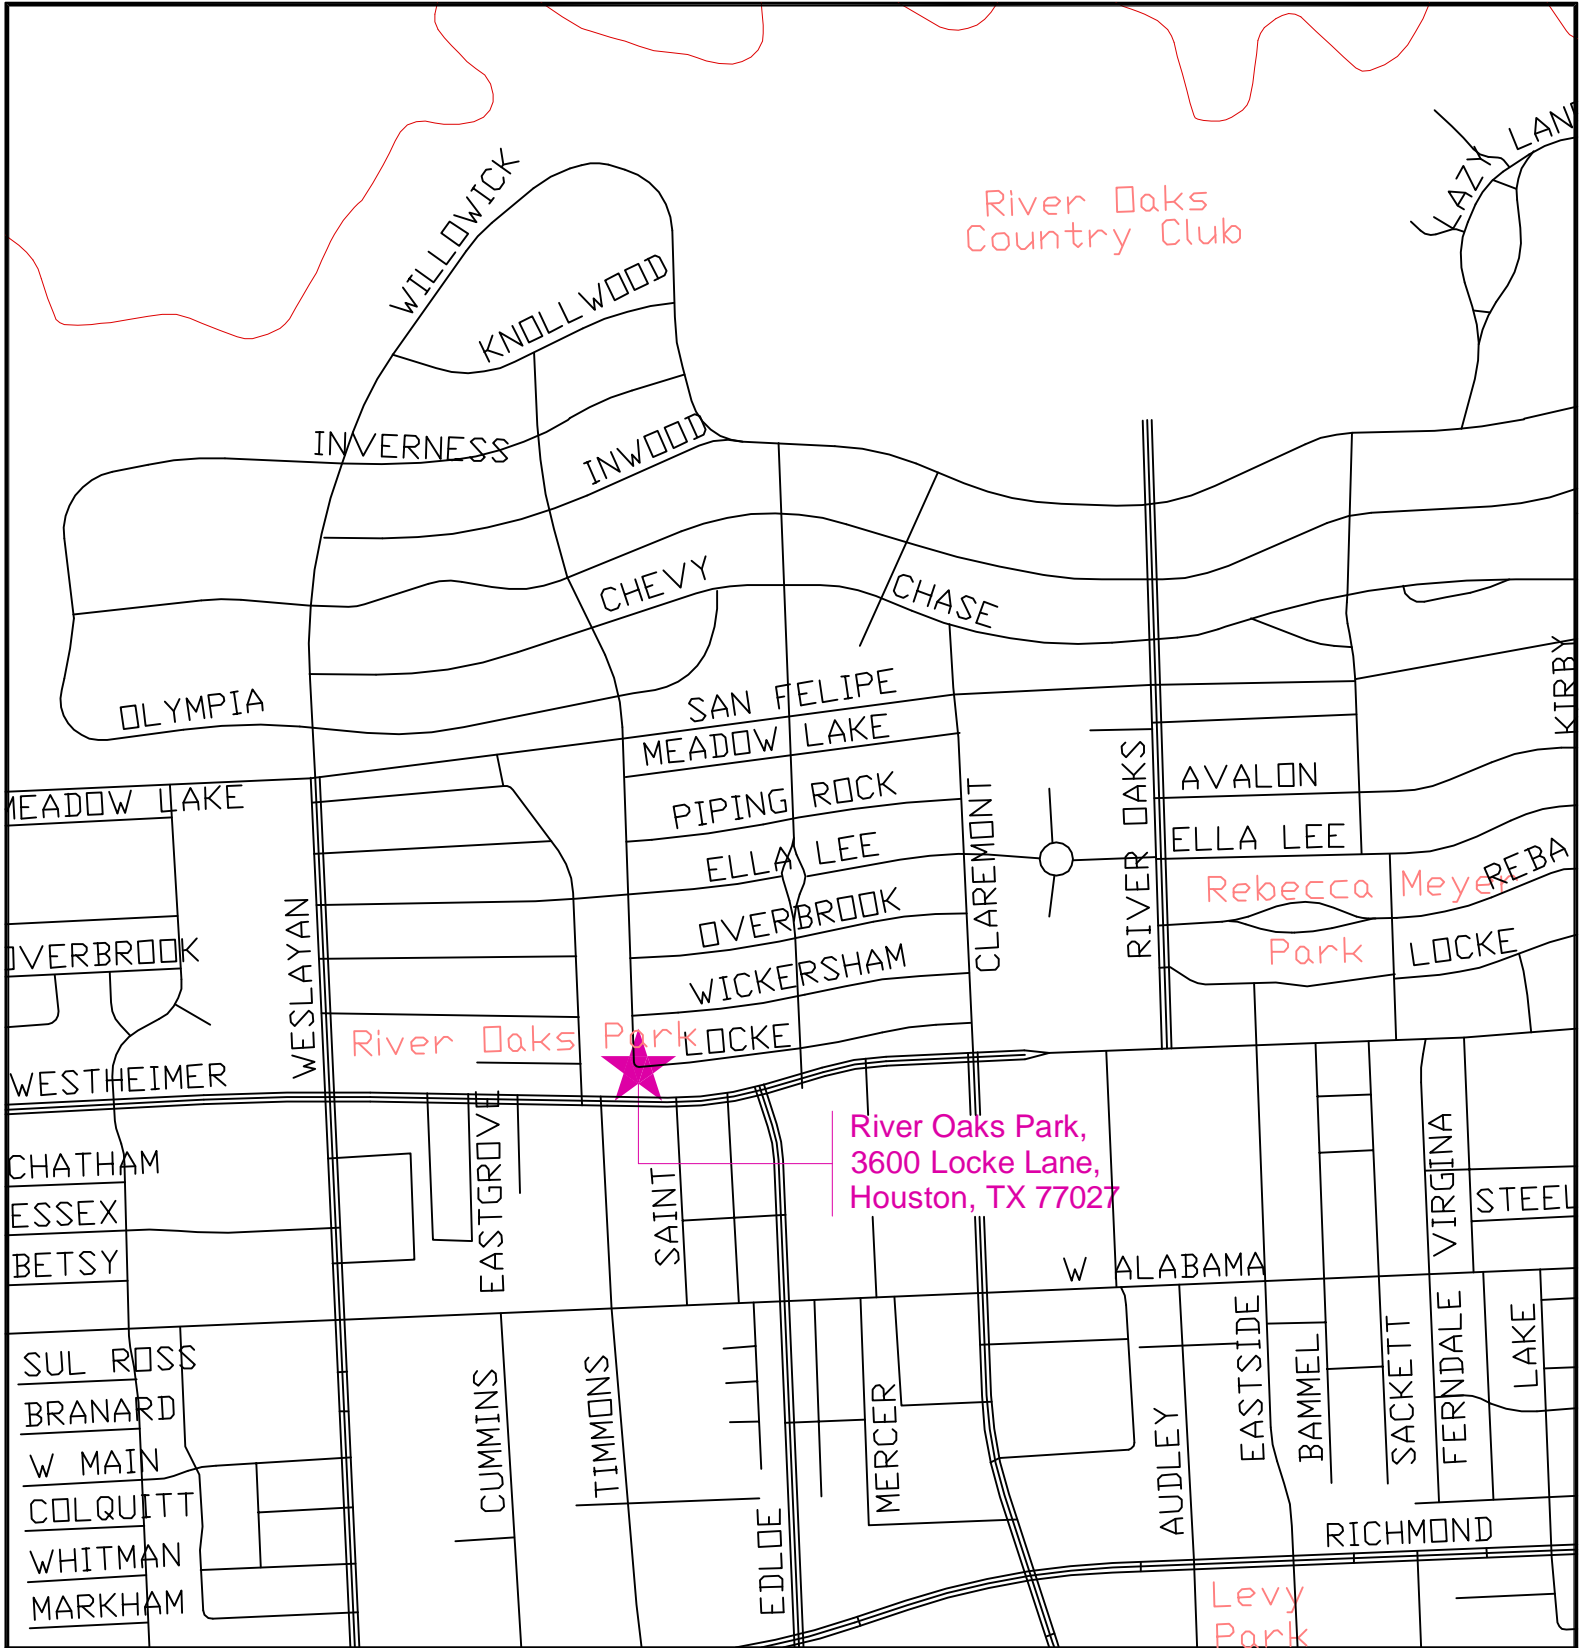 LAZY LANE
River Oaks
Country Club
WILLOWICK
KNOLLWOOD
INVERNESS
INWOOD
CHEVY CHASE
OLYMPIA
SAN FELIPE
KIRBY
MEADOW LAKE
MEADOW LAKE
AVALON
PIPING ROCK
CLAREMONT
RIVER OAKS
ELLA LEE
ELLA LEE
REBA
Rebecca Meyer
Park
OVERBROOK
OVERBROOK
LOCKE
WESLAYAN
WICKERSHAM
River Oaks Park
LOCKE
WESTHEIMER
River Oaks Park,
3600 Locke Lane,
Houston, TX 77027
CHATHAM
ESSEX
BETSY
EASTGROVE
SAINT
VIRGINA
STEEL
W ALABAMA
SUL ROSS
BRANARD
W MAIN
COLQUITT
WHITMAN
MARKHAM
CUMMINS
TIMMONS
EDLOE
MERCER
AUDLEY
EASTSIDE
BAMMEL
SACKETT
FERNDALE
LAKE
RICHMOND
Levy
Park